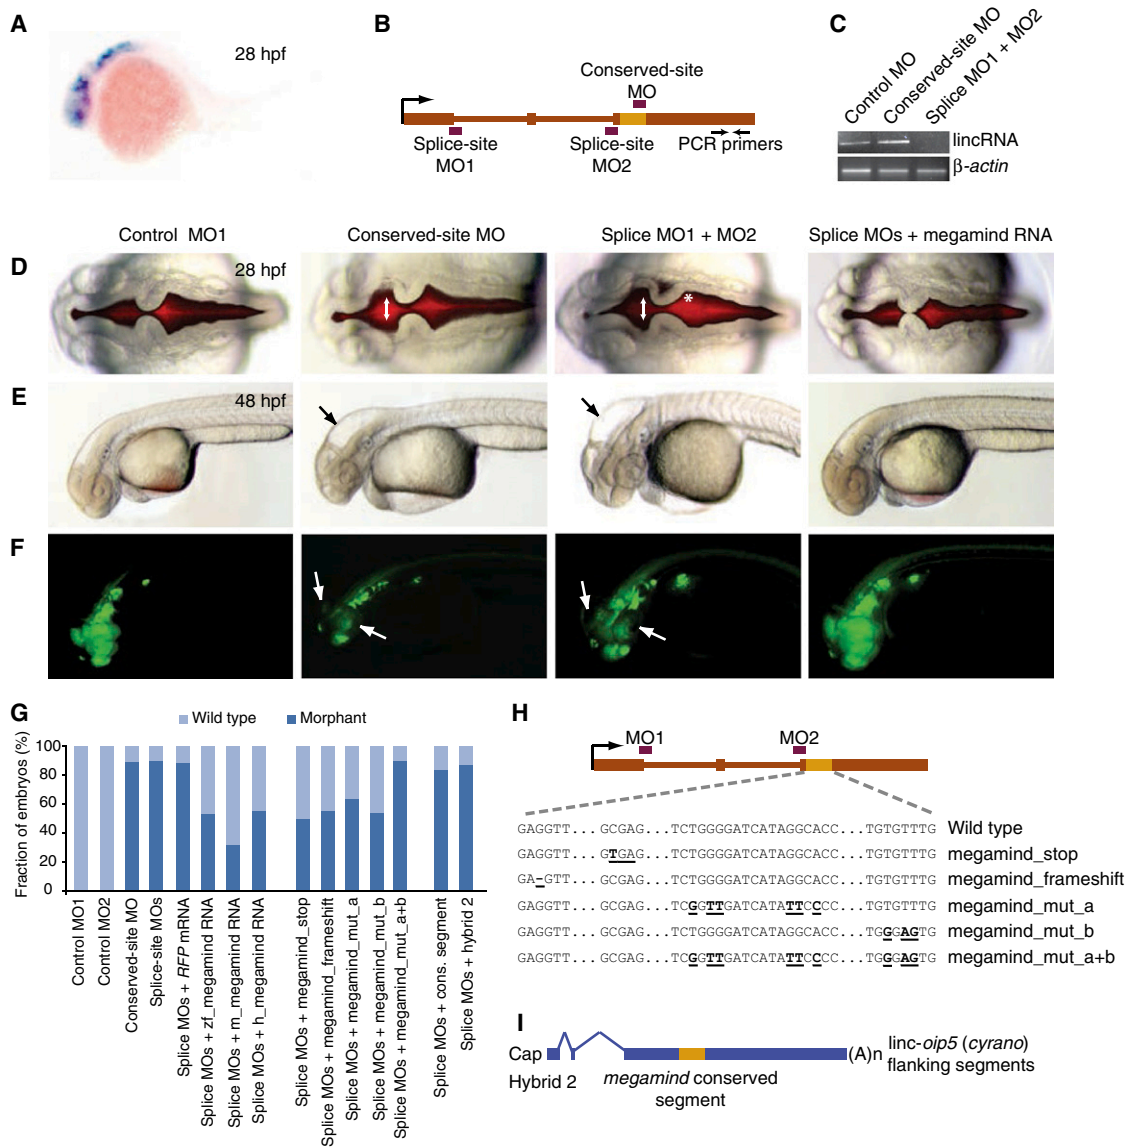 A
28 hpf
B
Conserved-site
MO
Splice-site
MO1
Splice-site
MO2
PCR primers
C
Control MO
Conserved-site MO
Splice MO1 + MO2
lincRNA
β-actin
Control MO1
Conserved-site MO
Splice MO1 + MO2
Splice MOs + megamind RNA
D
28 hpf
*
E
48 hpf
F
G
Wild type
Morphant
Fraction of embryos (%)
100
80
60
40
20
0
Control MO1
Control MO2
Conserved-site MO
Splice-site MOs
Splice MOs + RFP mRNA
Splice MOs + zf_megamind RNA
Splice MOs + m_megamind RNA
Splice MOs + h_megamind RNA
Splice MOs + megamind_stop
Splice MOs + megamind_frameshift
Splice MOs + megamind_mut_a
Splice MOs + megamind_mut_b
Splice MOs + megamind_mut_a+b
Splice MOs + cons. segment
Splice MOs + hybrid 2
H
MO1
MO2
GAGGTT... GCGAG...TCTGGGGATCATAGGCACC...TGTGTTTG Wild type
GAGGTT... GTGAG...TCTGGGGATCATAGGCACC...TGTGTTTG megamind_stop
GA-GTT... GCGAG...TCTGGGGATCATAGGCACC...TGTGTTTG megamind_frameshift
GAGGTT... GCGAG...TCGGTTGATCATATTCCCC...TGTGTTTG megamind_mut_a
GAGGTT... GCGAG...TCTGGGGATCATAGGCACC...TGGGAGTG megamind_mut_b
GAGGTT... GCGAG...TCGGTTGATCATATTCCCC...TGGGAGTG megamind_mut_a+b
I
Cap
(A)n
linc-oip5 (cyrano)
flanking segments
Hybrid 2
megamind conserved
segment